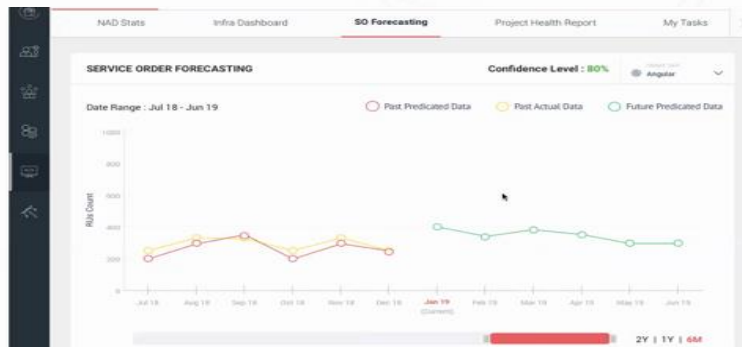 NAD Stats
Infra Dashboard
SO Forecasting
Project Health Report
My Tasks
SERVICE ORDER FORECASTING
Confidence Level : 80%
Angular
Date Range : Jul 18 - Jun 19
Past Predicated Data
Past Actual Data
Future Predicated Data
1000
800
600
400
200
0
RUs Count
Jul 18
Aug 18
Sep 18
Oct 18
Nov 18
Dec 18
Jan 19
(Current)
Feb 19
Mar 19
Apr 19
May 19
Jun 19
2Y | 1Y | 6M